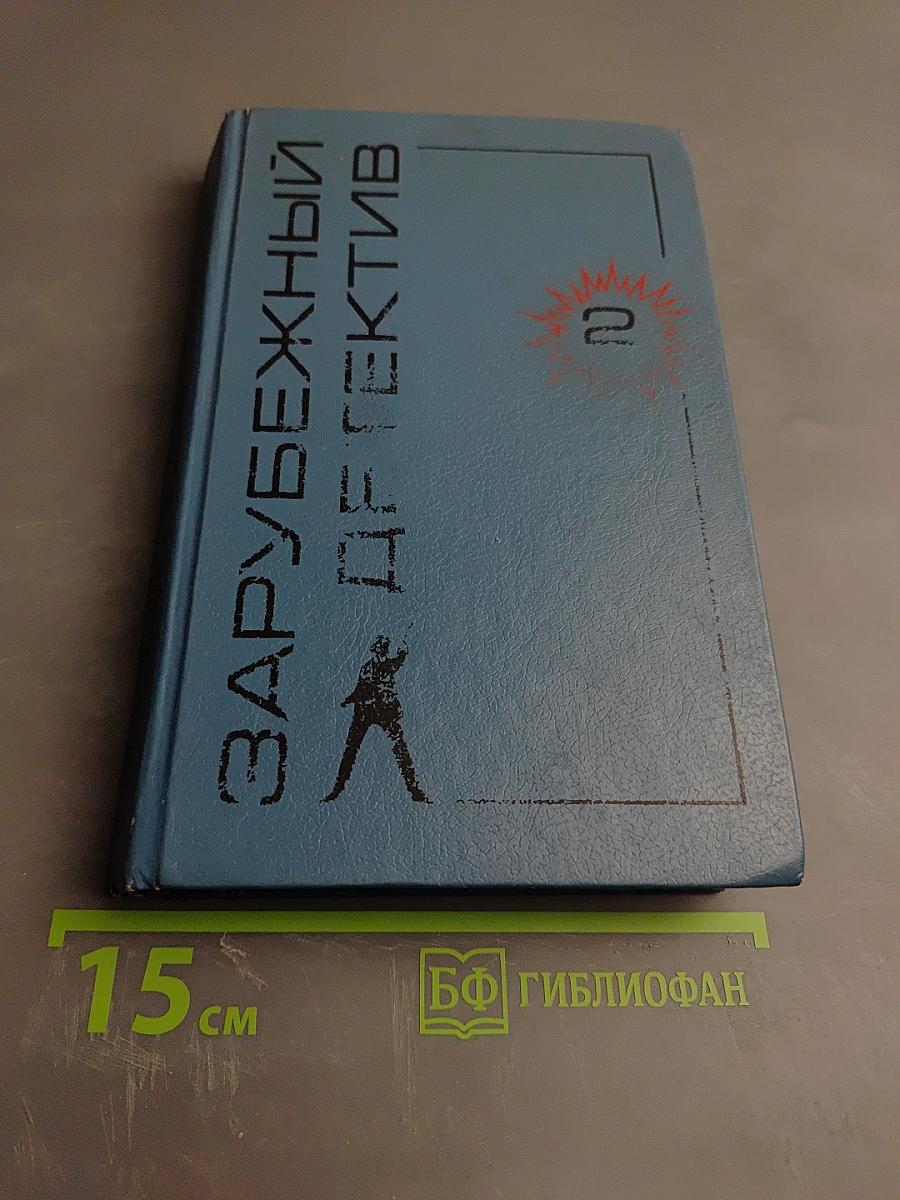 ЗАРУБЕЖНЫЙ
ДЕТЕКТИВ
2
15 см
БФ ГИБЛИОФАН